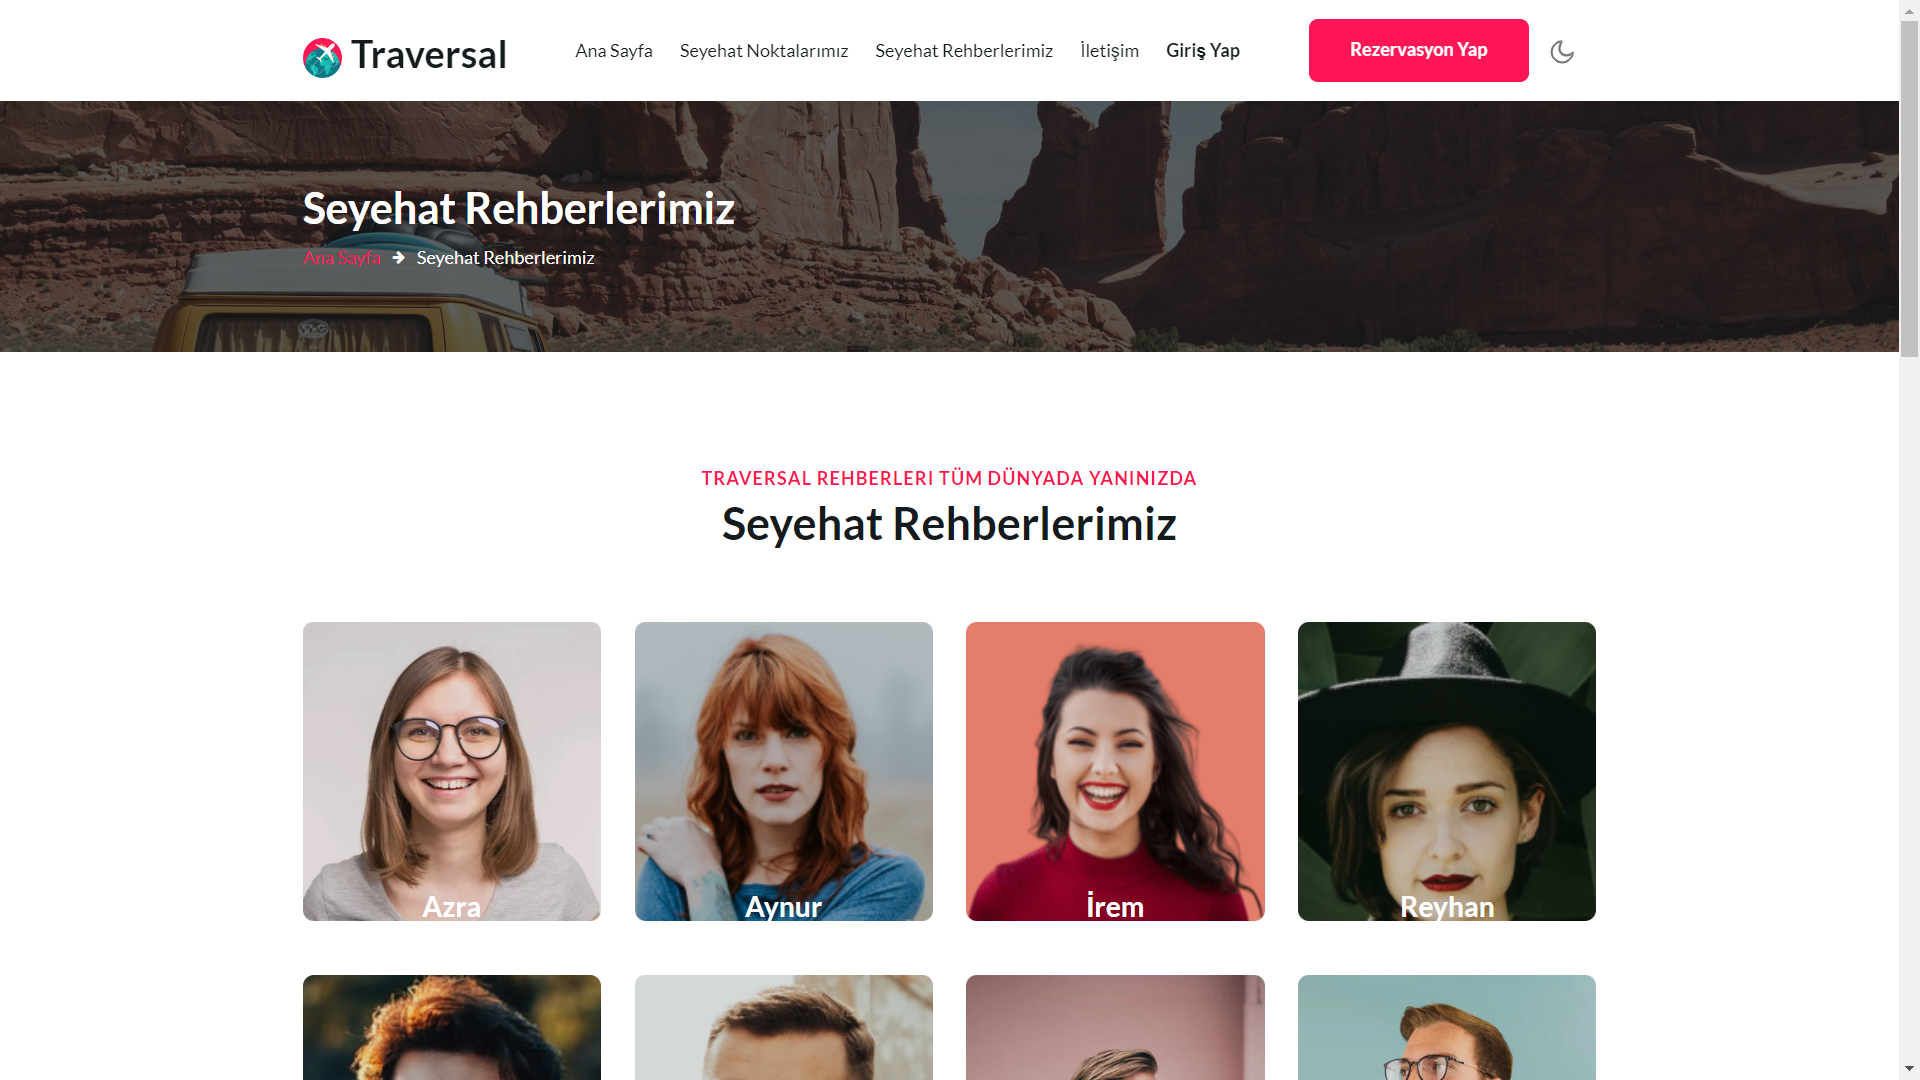 Traversal
Ana Sayfa
Seyehat Noktalarımız
Seyehat Rehberlerimiz
İletişim
Giriş Yap
Rezervasyon Yap
Seyehat Rehberlerimiz
Ana Sayfa → Seyehat Rehberlerimiz
TRAVERSAL REHBERLERI TÜM DÜNYADA YANINIZDA
Seyehat Rehberlerimiz
Azra
Aynur
İrem
Reyhan